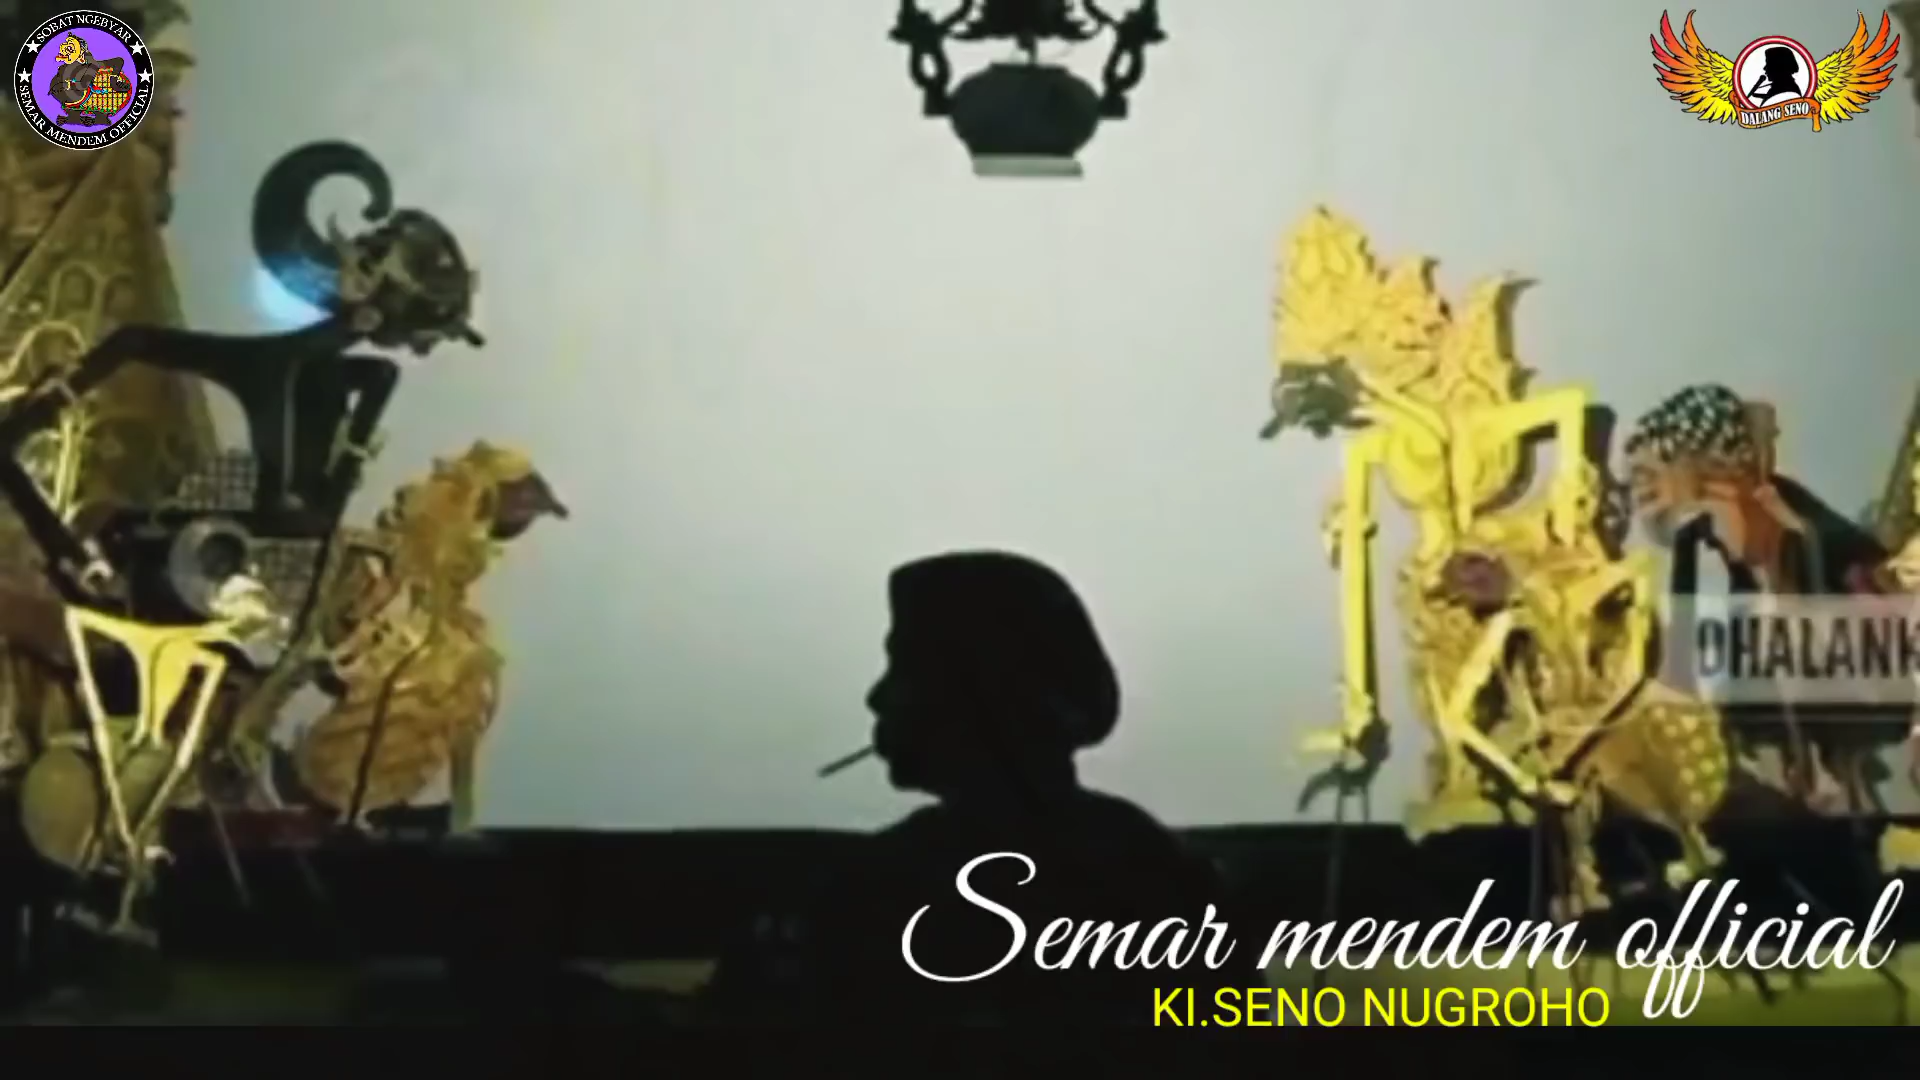 SOBAT NGEBYAR
SEMAR MENDEM OFFICIAL
DALANG SENO
DHALANK
Semar mendem official
KI.SENO NUGROHO